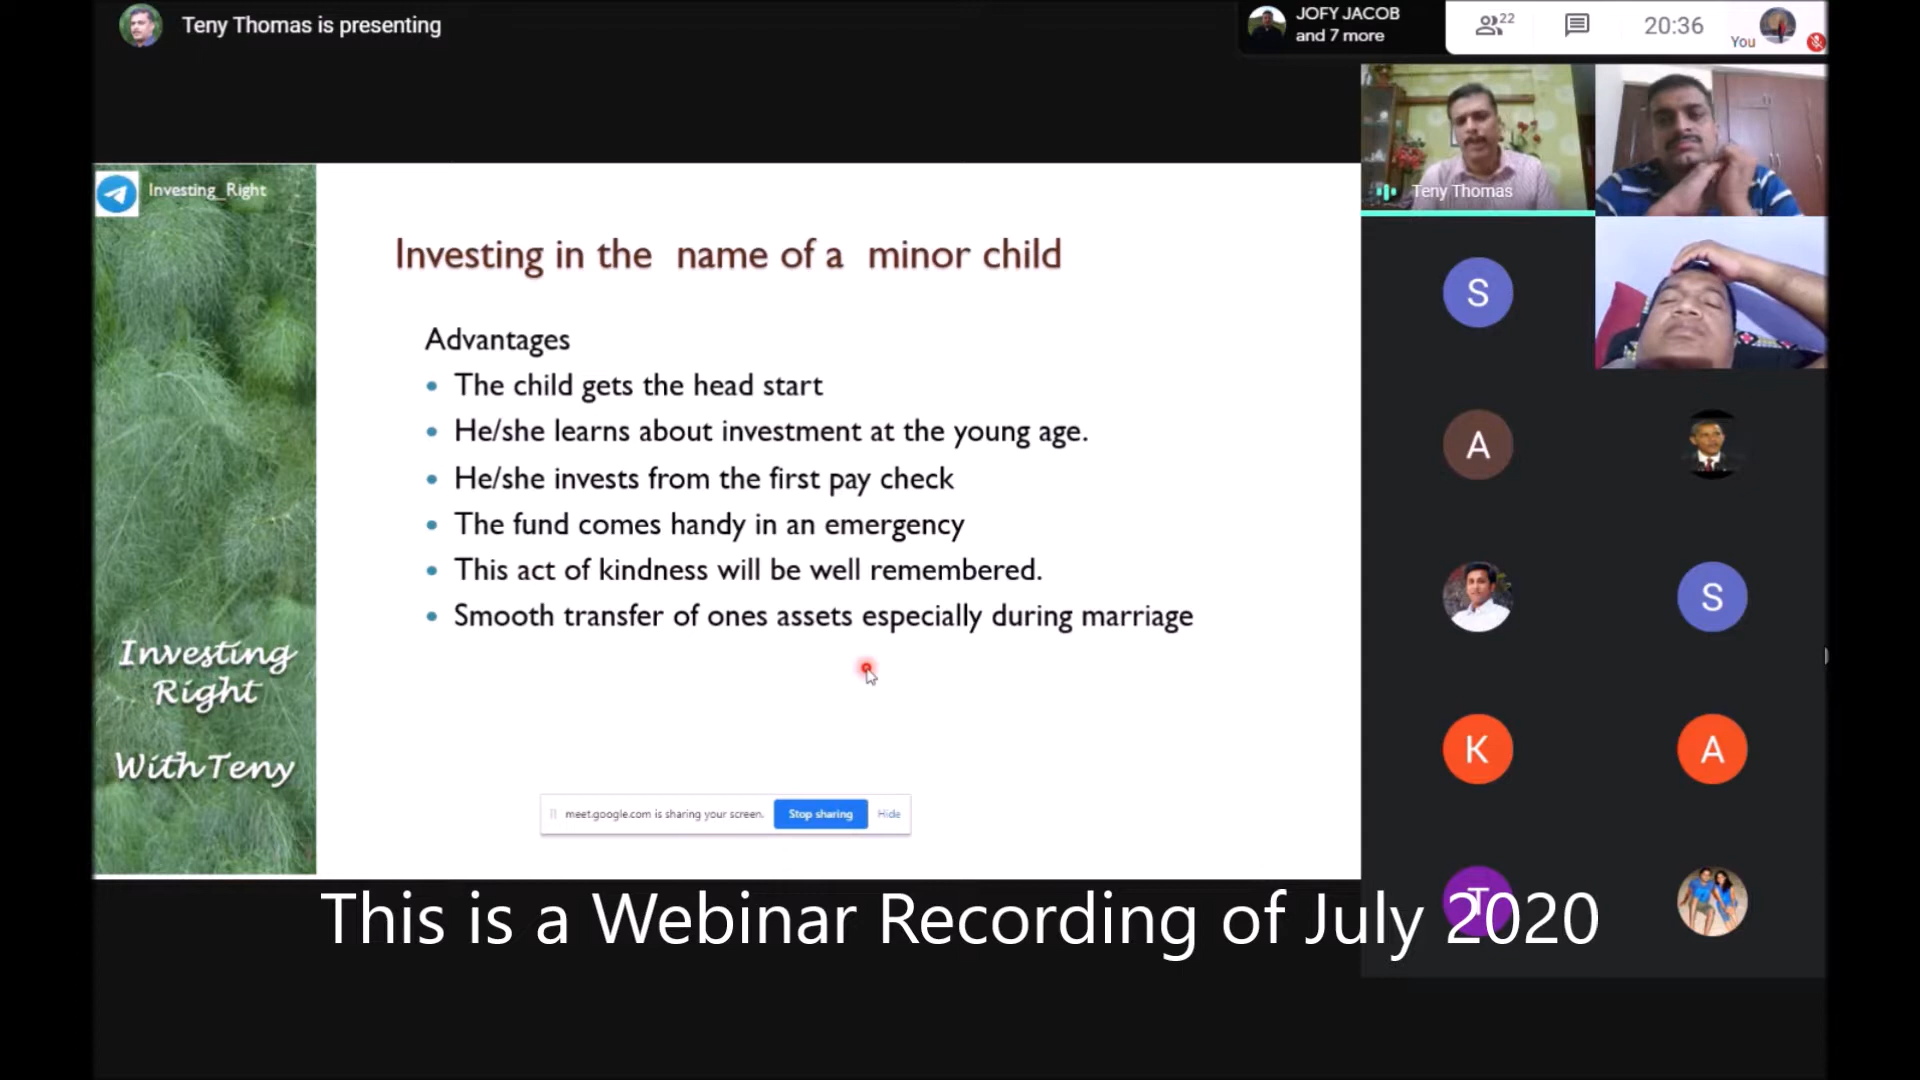 Teny Thomas is presenting
JOFY JACOB
and 7 more
22
20:36
You
Teny Thomas
Investing_Right
Investing in the name of a minor child
Advantages
• The child gets the head start
• He/she learns about investment at the young age.
• He/she invests from the first pay check
• The fund comes handy in an emergency
• This act of kindness will be well remembered.
• Smooth transfer of ones assets especially during marriage
Investing
Right
With Teny
meet.google.com is sharing your screen.
Stop sharing
Hide
S
A
S
K
A
T
This is a Webinar Recording of July 2020